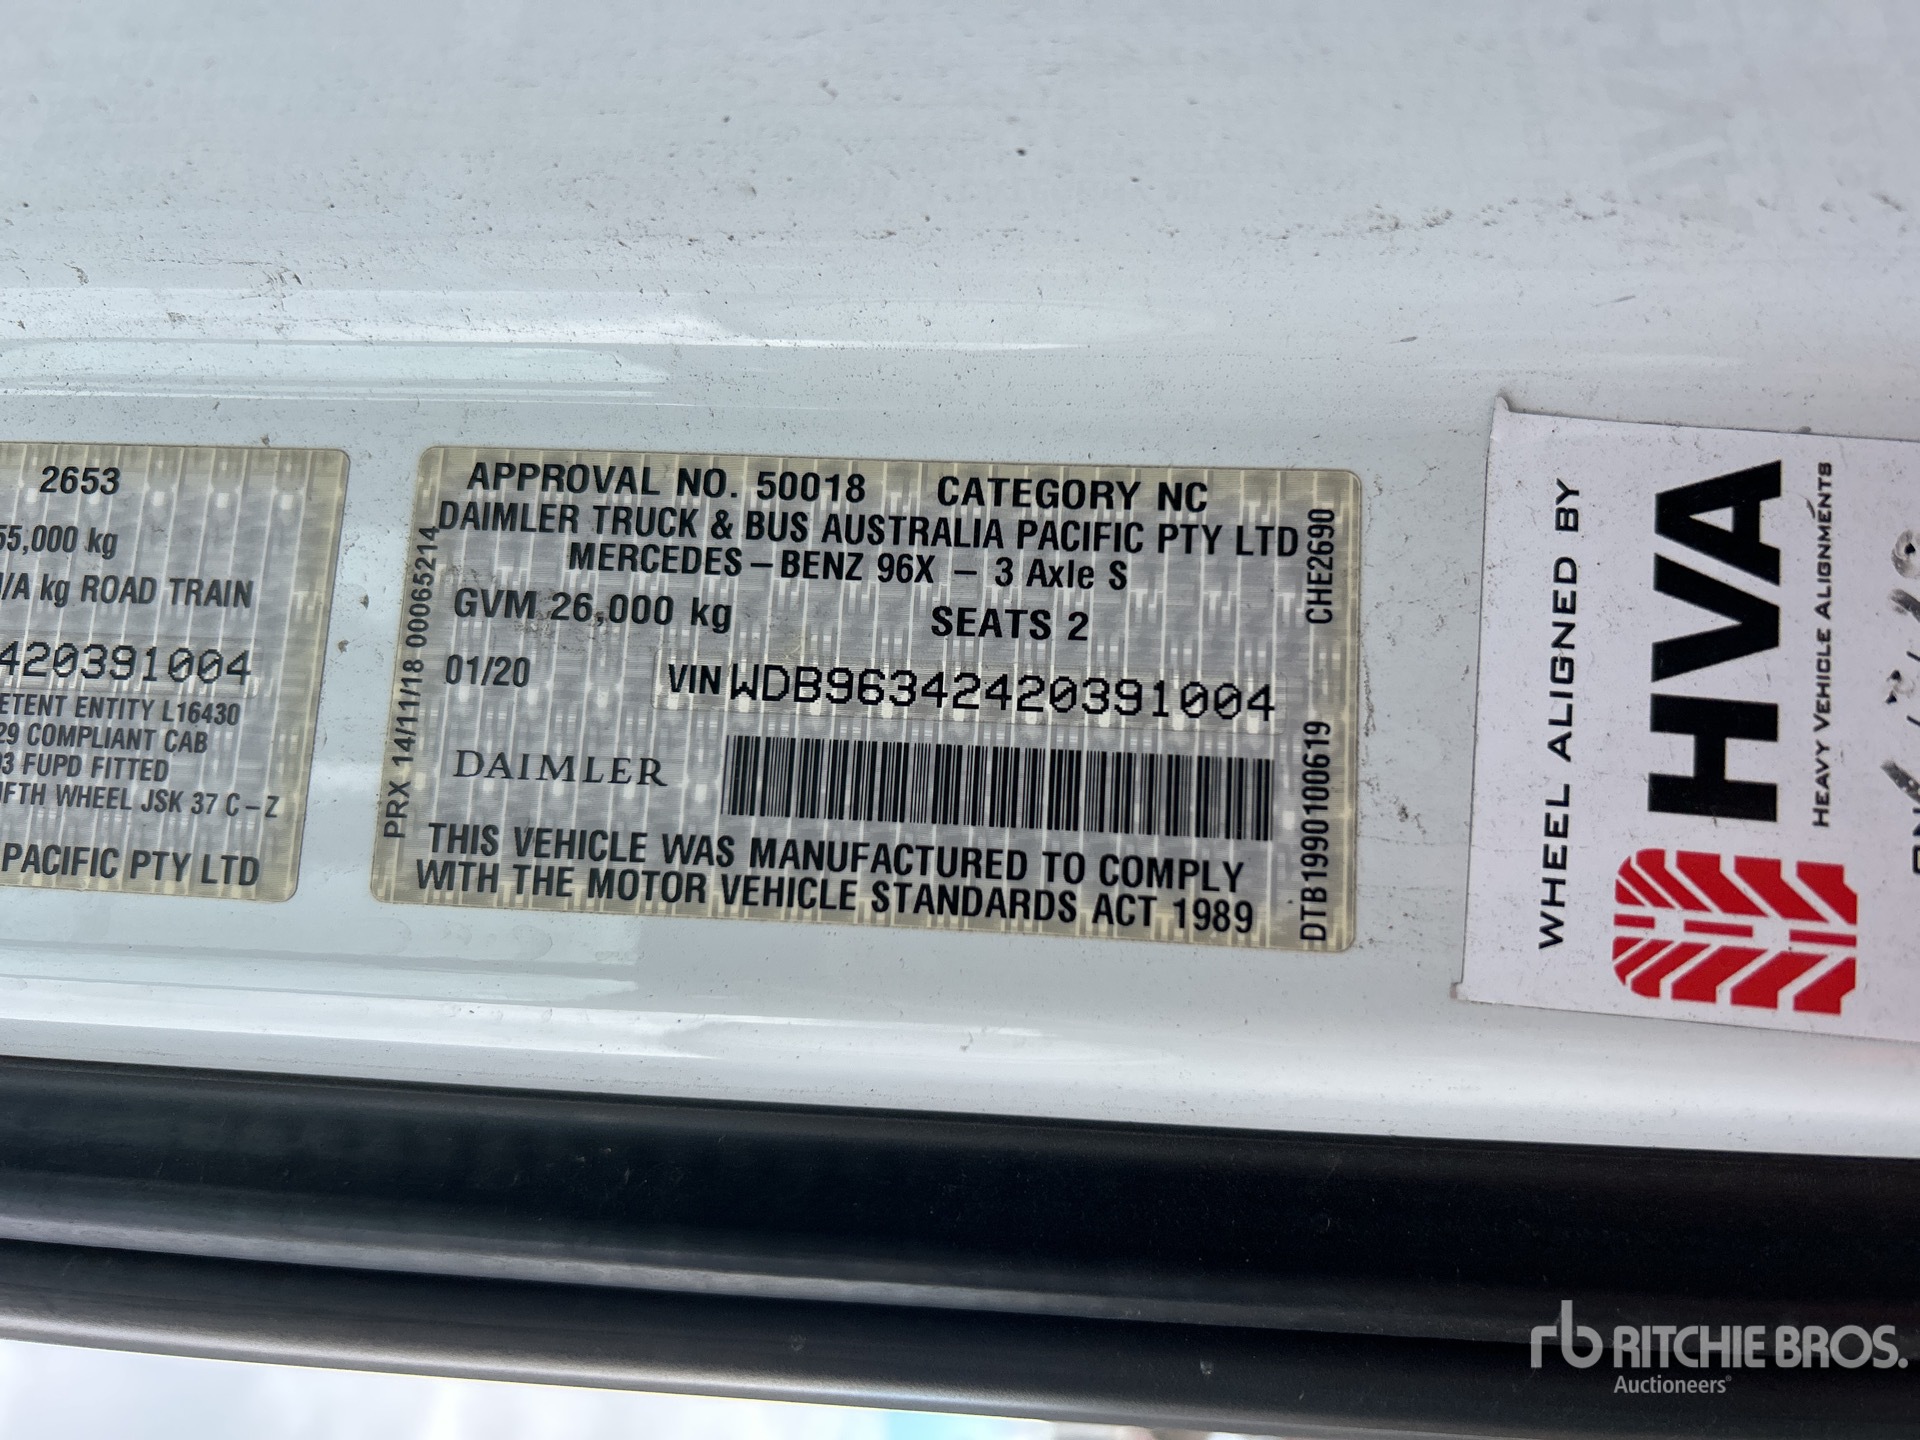 2653
55,000 kg
/A kg ROAD TRAIN
420391004
ETENT ENTITY L16430
29 COMPLIANT CAB
3 FUPD FITTED
IFTH WHEEL JSK 37 C-Z
PACIFIC PTY LTD
APPROVAL NO. 50018 CATEGORY NC
DAIMLER TRUCK & BUS AUSTRALIA PACIFIC PTY LTD
MERCEDES-BENZ 96X - 3 Axle S
GVM 26,000 kg SEATS 2
01/20 VIN WDB96342420391004
DAIMLER
THIS VEHICLE WAS MANUFACTURED TO COMPLY
WITH THE MOTOR VEHICLE STANDARDS ACT 1989
PRX 14/11/18 00065214
CHE2690
DTB1990100619
WHEEL ALIGNED BY
HVA
HEAVY VEHICLE ALIGNMENTS
rb RITCHIE BROS.
Auctioneers